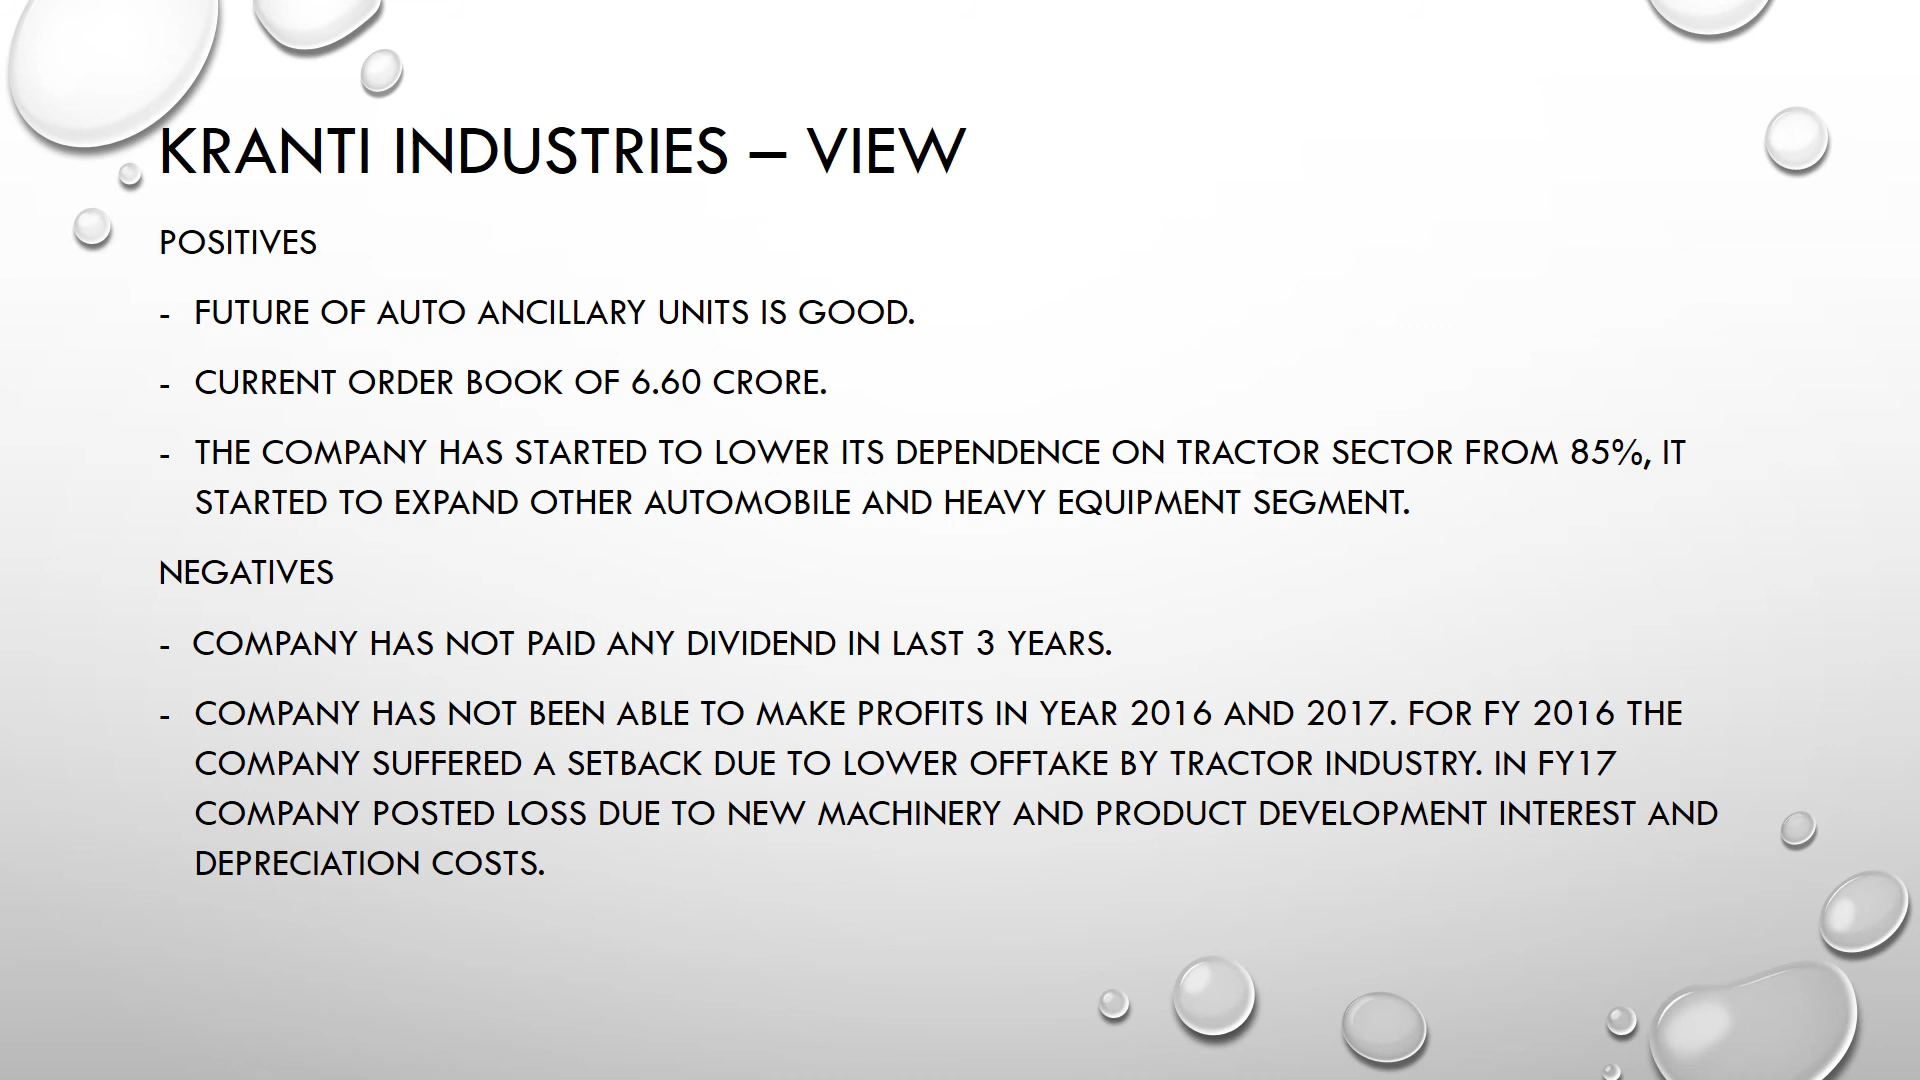 KRANTI INDUSTRIES – VIEW
POSITIVES
- FUTURE OF AUTO ANCILLARY UNITS IS GOOD.
- CURRENT ORDER BOOK OF 6.60 CRORE.
- THE COMPANY HAS STARTED TO LOWER ITS DEPENDENCE ON TRACTOR SECTOR FROM 85%, IT
STARTED TO EXPAND OTHER AUTOMOBILE AND HEAVY EQUIPMENT SEGMENT.
NEGATIVES
- COMPANY HAS NOT PAID ANY DIVIDEND IN LAST 3 YEARS.
- COMPANY HAS NOT BEEN ABLE TO MAKE PROFITS IN YEAR 2016 AND 2017. FOR FY 2016 THE
COMPANY SUFFERED A SETBACK DUE TO LOWER OFFTAKE BY TRACTOR INDUSTRY. IN FY17
COMPANY POSTED LOSS DUE TO NEW MACHINERY AND PRODUCT DEVELOPMENT INTEREST AND
DEPRECIATION COSTS.